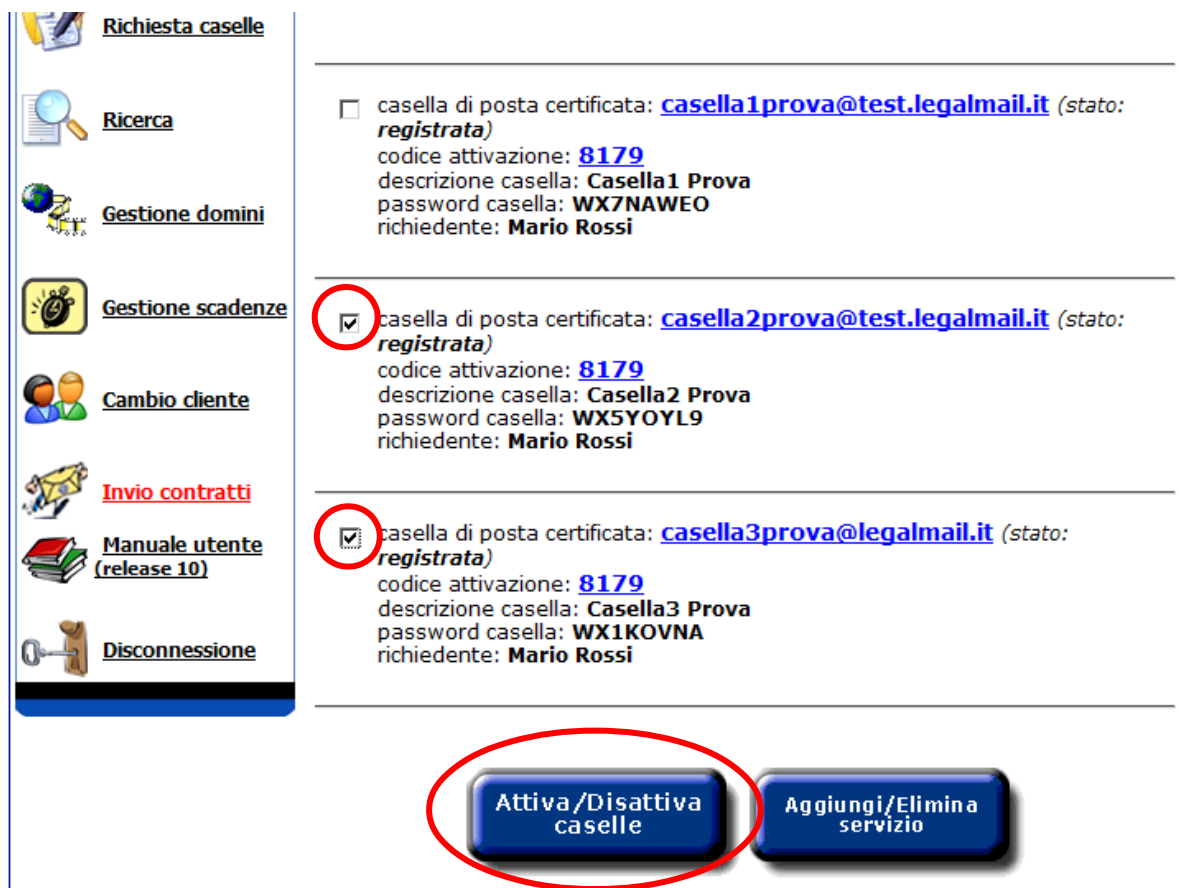 Richiesta caselle
Ricerca
Gestione domini
Gestione scadenze
Cambio cliente
Invio contratti
Manuale utente
(release 10)
Disconnessione
casella di posta certificata: casella1prova@test.legalmail.it (stato:
registrata)
codice attivazione: 8179
descrizione casella: Casella1 Prova
password casella: WX7NAWEO
richiedente: Mario Rossi
casella di posta certificata: casella2prova@test.legalmail.it (stato:
registrata)
codice attivazione: 8179
descrizione casella: Casella2 Prova
password casella: WX5YOYL9
richiedente: Mario Rossi
casella di posta certificata: casella3prova@legalmail.it (stato:
registrata)
codice attivazione: 8179
descrizione casella: Casella3 Prova
password casella: WX1KOVNA
richiedente: Mario Rossi
Attiva/Disattiva
caselle
Aggiungi/Elimina
servizio